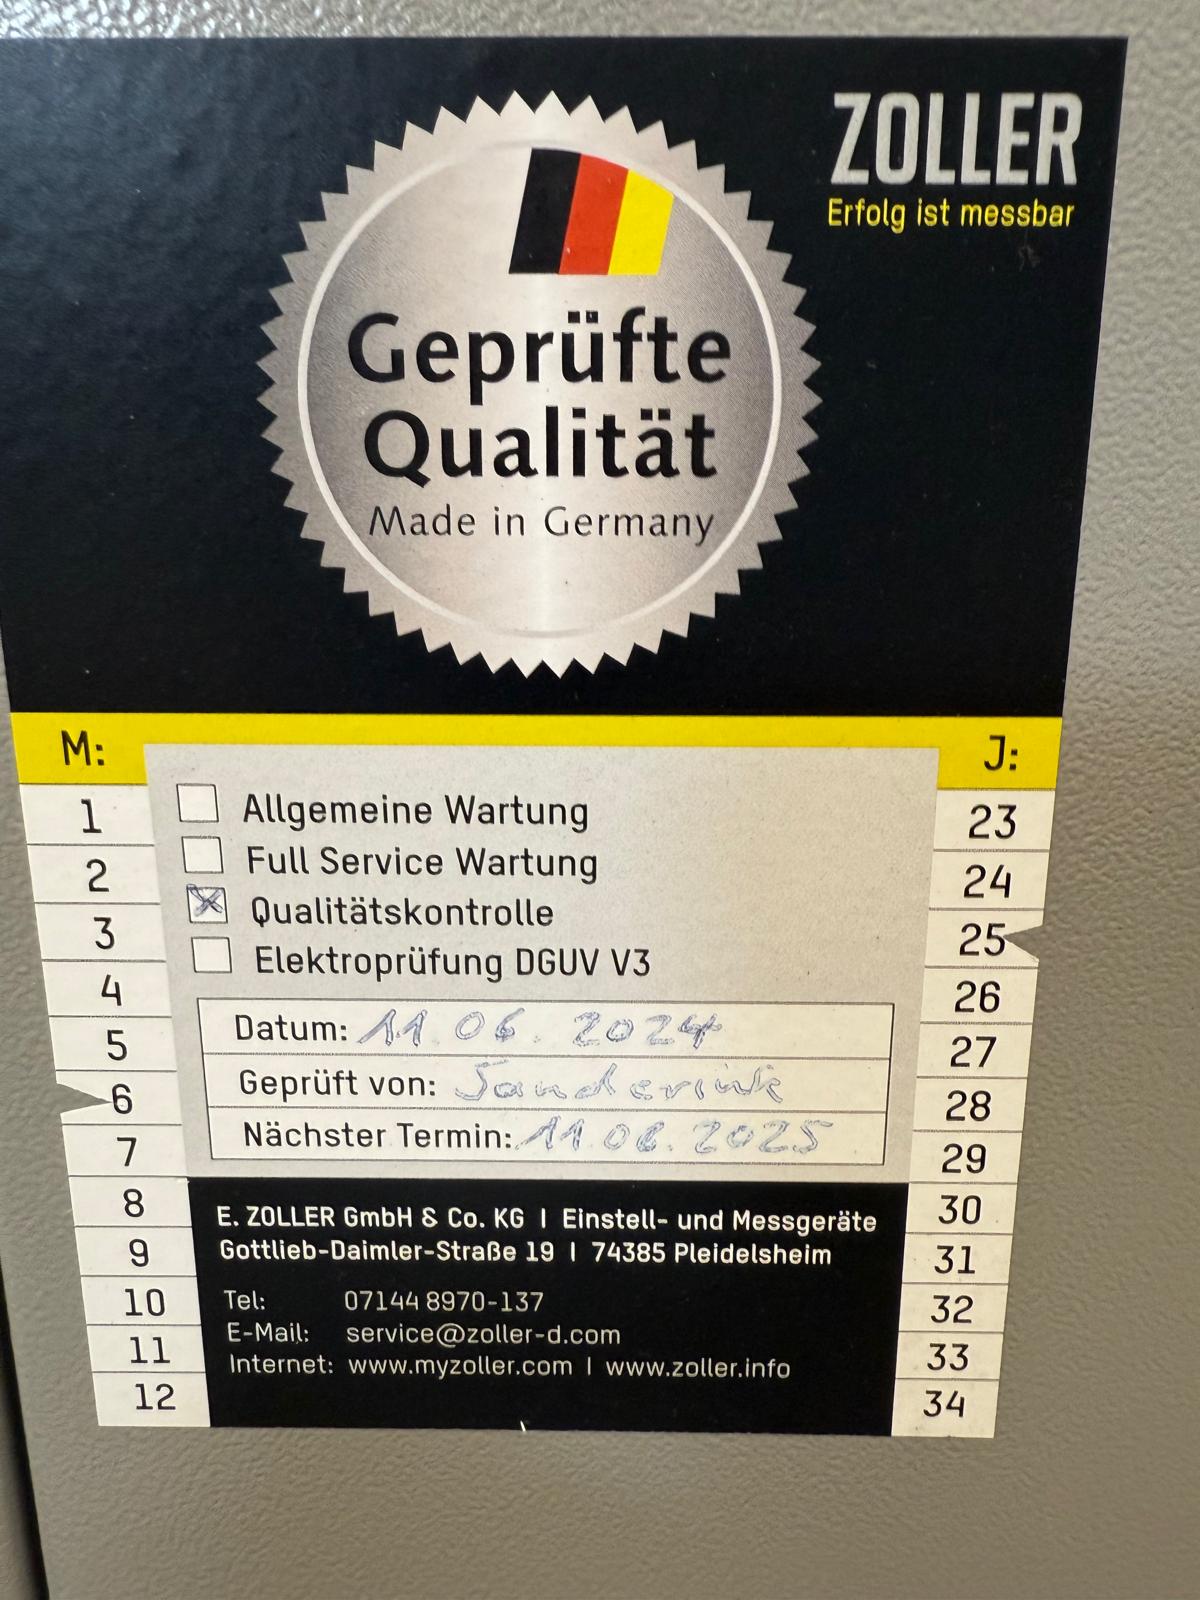 ZOLLER
Erfolg ist messbar
Geprüfte
Qualität
Made in Germany
M:
J:
1
2
3
4
5
6
7
8
9
10
11
12
Allgemeine Wartung
Full Service Wartung
Qualitätskontrolle
Elektroprüfung DGUV V3
Datum: 11.06.2024
Geprüft von: Sanderink
Nächster Termin: 11.06.2025
E. ZOLLER GmbH & Co. KG | Einstell- und Messgeräte
Gottlieb-Daimler-Straße 19 | 74385 Pleidelsheim
Tel: 07144 8970-137
E-Mail: service@zoller-d.com
Internet: www.myzoller.com | www.zoller.info
23
24
25
26
27
28
29
30
31
32
33
34